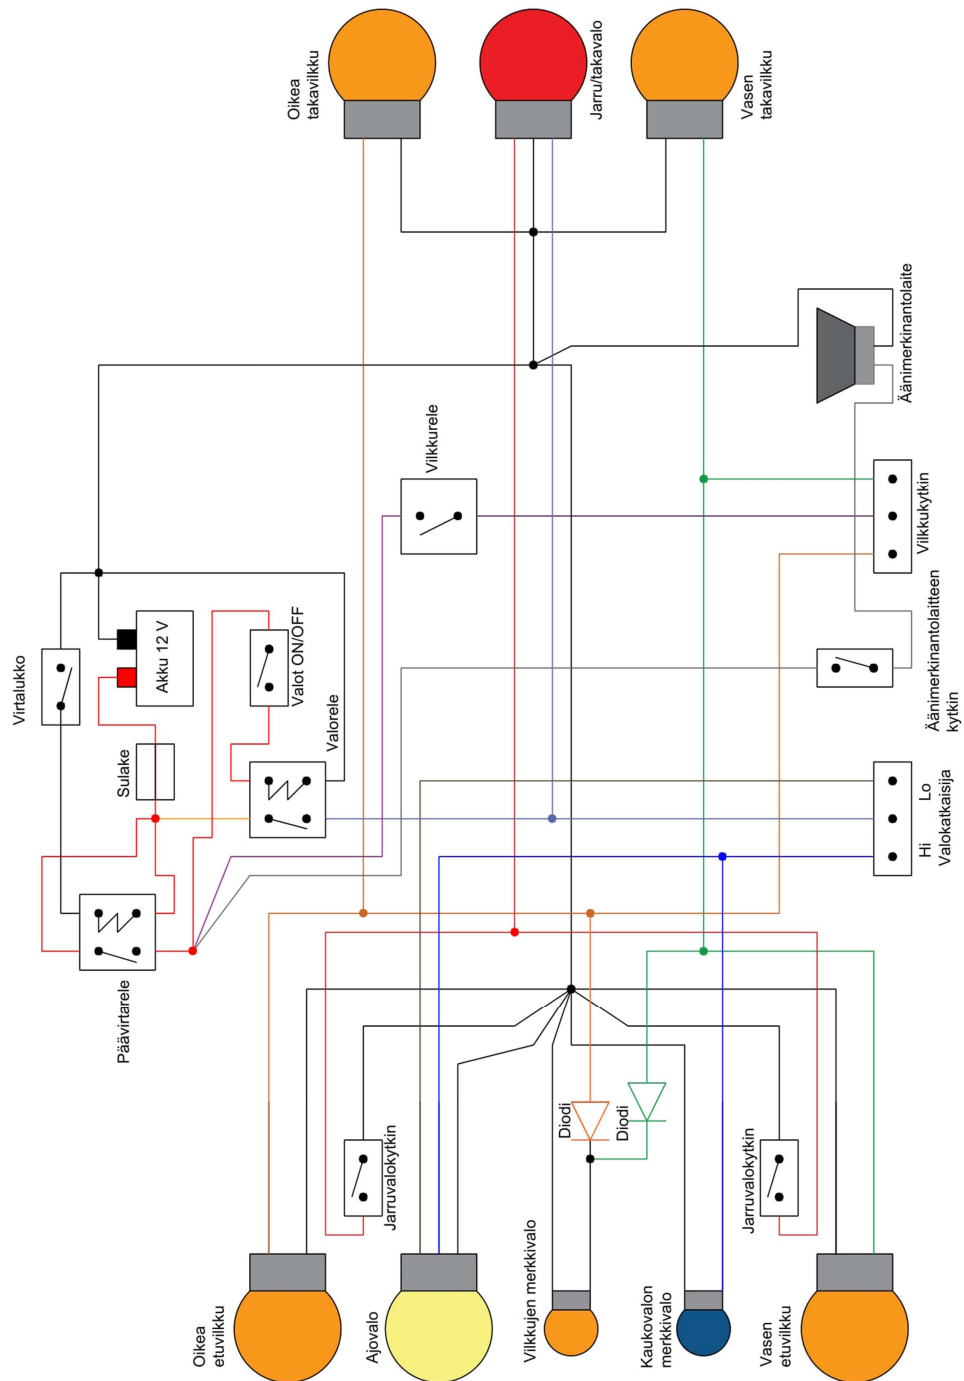 Oikea
takavilkku
Jarru/takavalo
Vasen
takavilkku
Äänimerkinantolaite
Vilkkurele
Vilkkukytkin
Virtalukko
Akku 12 V
Valot ON/OFF
Äänimerkinantolaitteen
kytkin
Sulake
Valorele
Hi
Lo
Valokatkaisija
Päävirtarele
Diodi
Diodi
Jarruvalokytkin
Jarruvalokytkin
Oikea
etuvilkku
Ajovalo
Vilkkujen merkkivalo
Kaukovalon
merkkivalo
Vasen
etuvilkku